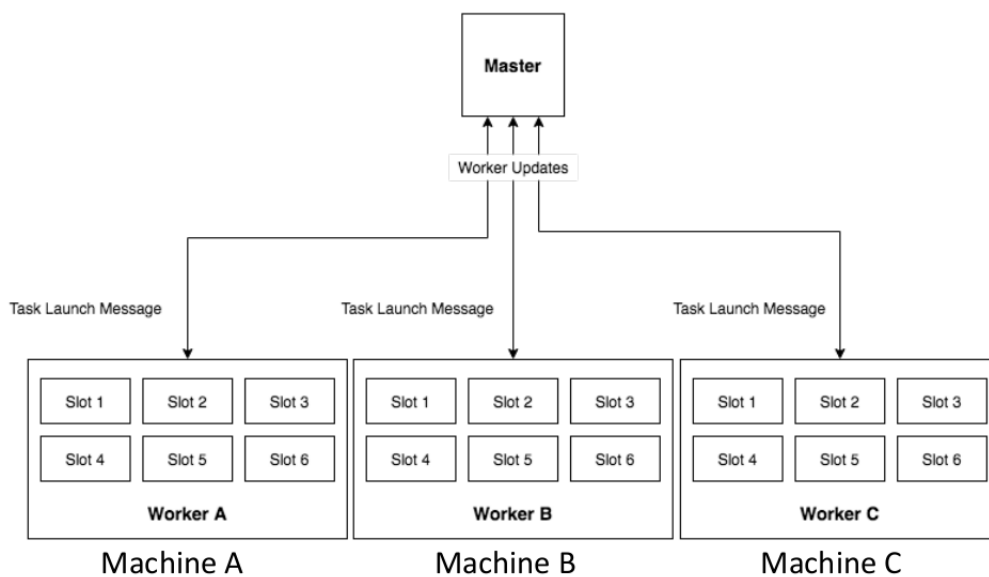 Master
Worker Updates
Task Launch Message Task Launch Message Task Launch Message
Slot 1 Slot 2 Slot 3 Slot 1 Slot 2 Slot 3 Slot 1 Slot 2 Slot 3
Slot 4 Slot 5 Slot 6 Slot 4 Slot 5 Slot 6 Slot 4 Slot 5 Slot 6
Worker A Worker B Worker C
Machine A Machine B Machine C